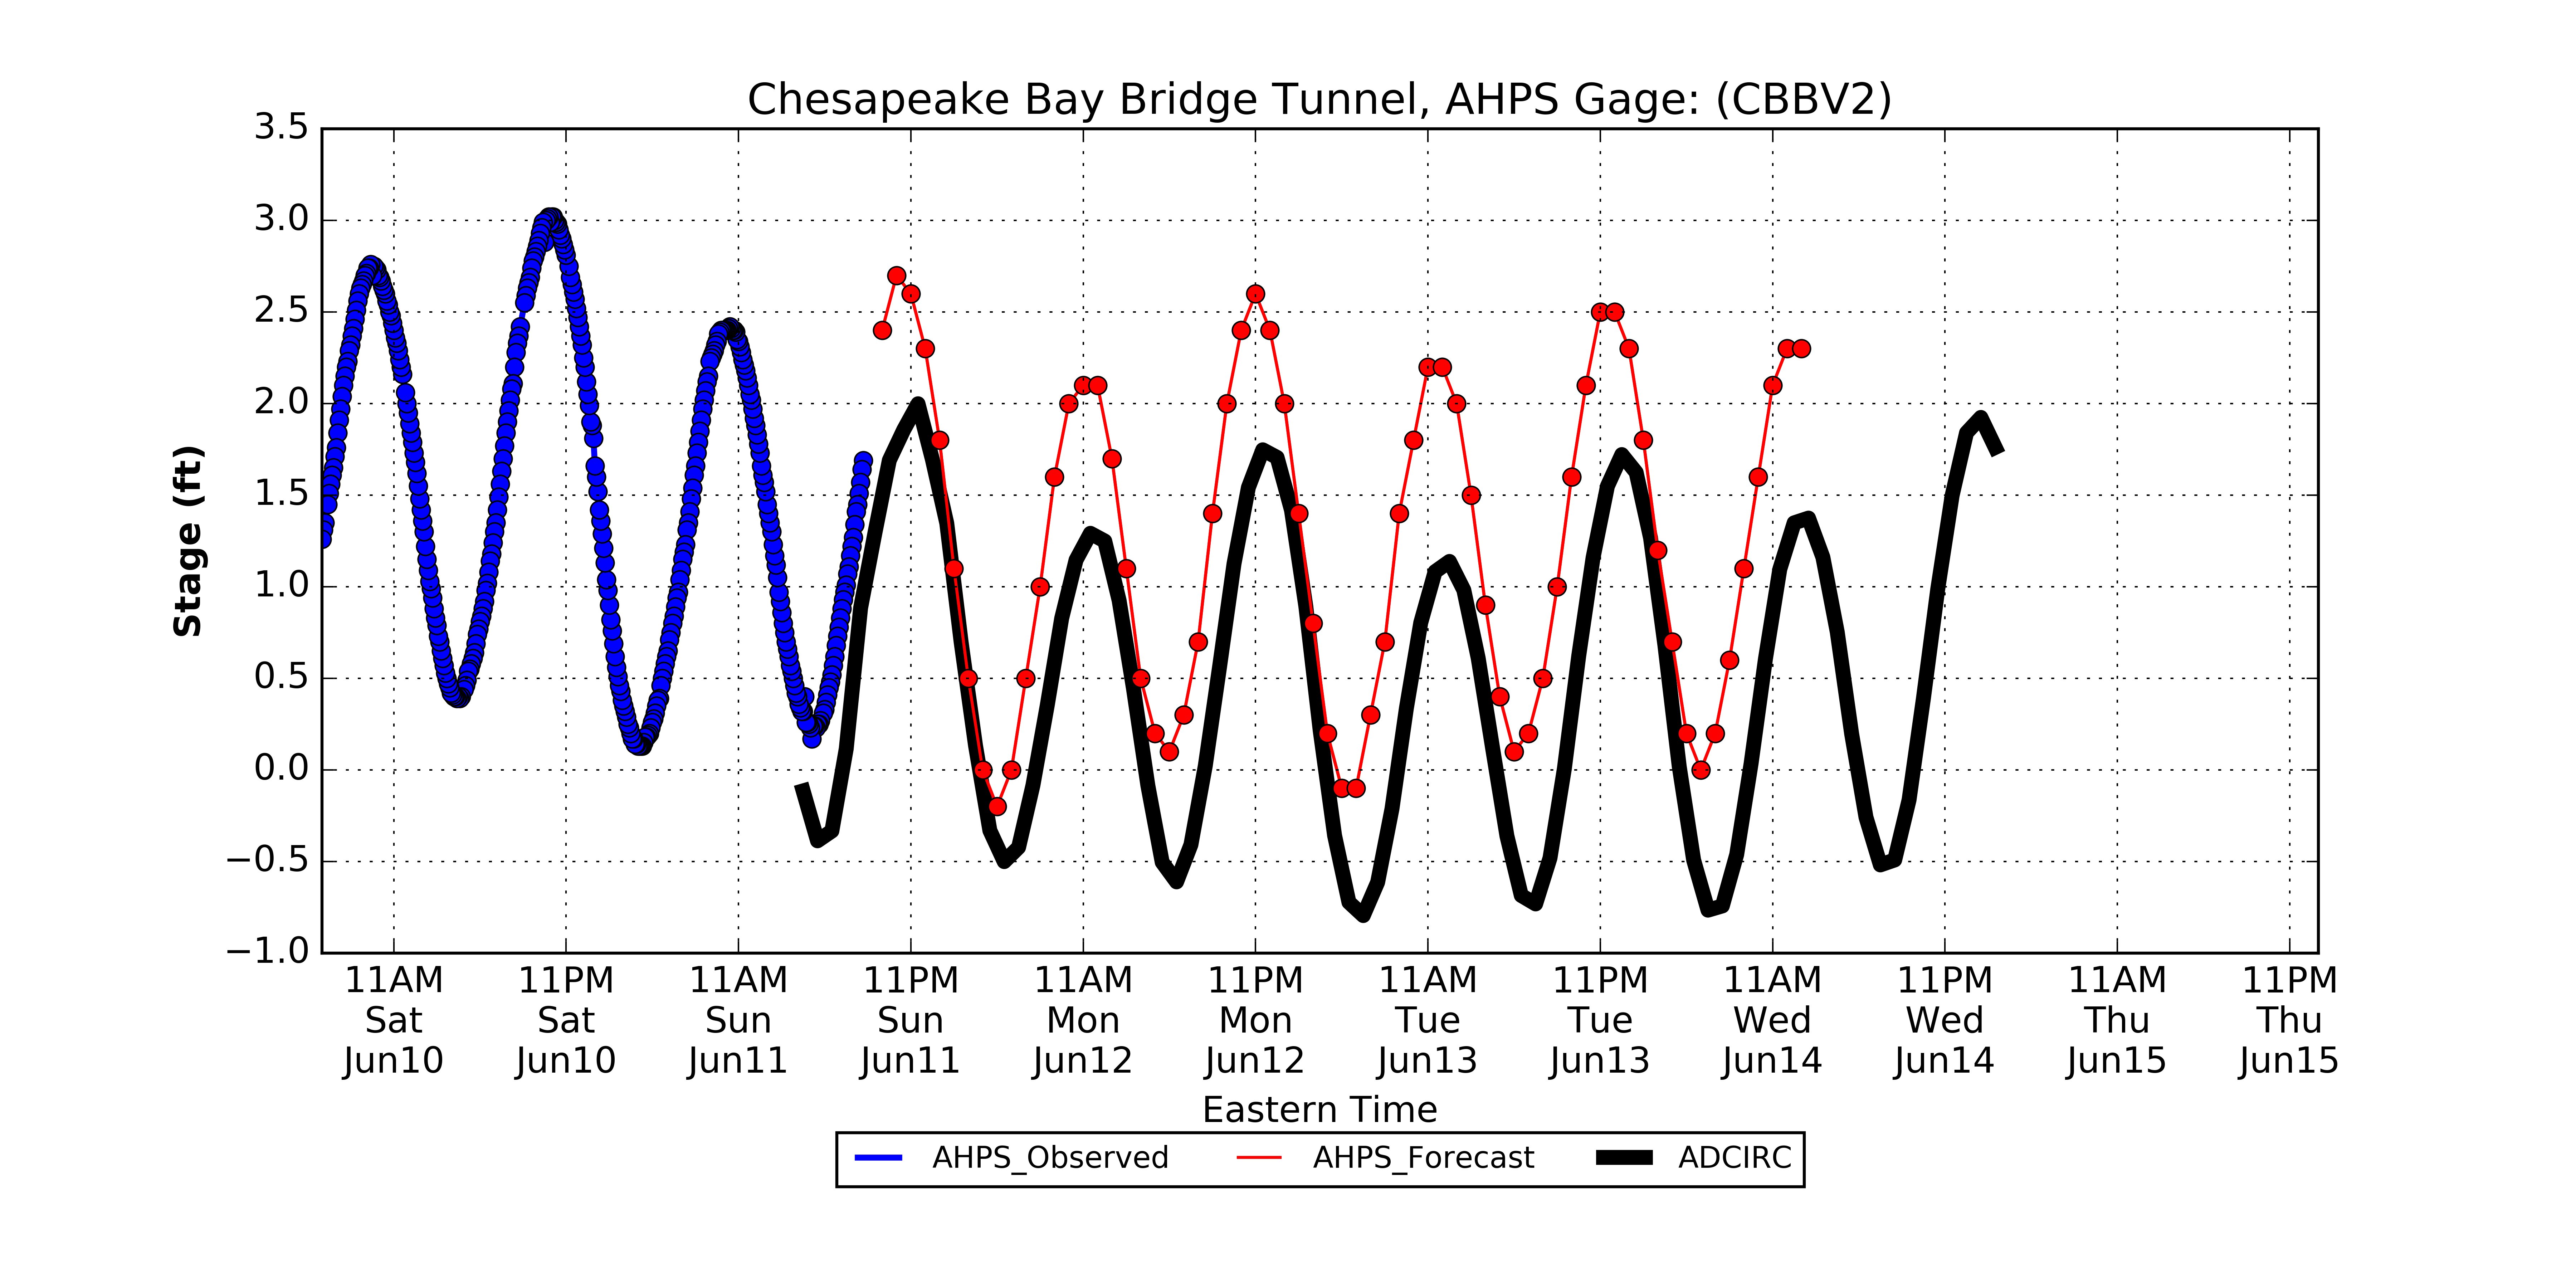 Chesapeake Bay Bridge Tunnel, AHPS Gage: (CBBV2)
3.5
3.0
2.5
2.0
1.5
1.0
0.5
0.0
−0.5
−1.0
Stage (ft)
11AM 11PM 11AM 11PM 11AM 11PM 11AM 11PM 11AM 11PM 11AM 11PM
Sat Sat Sun Sun Mon Mon Tue Tue Wed Wed Thu Thu
Jun10 Jun10 Jun11 Jun11 Jun12 Jun12 Jun13 Jun13 Jun14 Jun14 Jun15 Jun15
Eastern Time
AHPS_Observed AHPS_Forecast ADCIRC